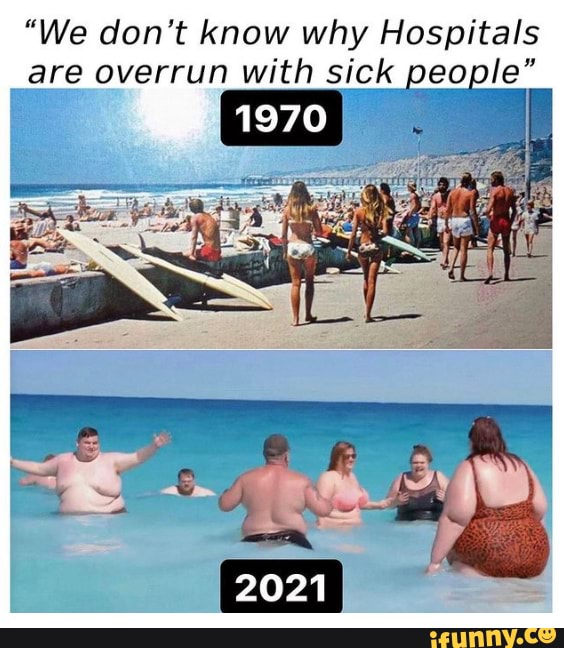 “We don’t know why Hospitals
are overrun with sick people”
1970
2021
ifunny.co